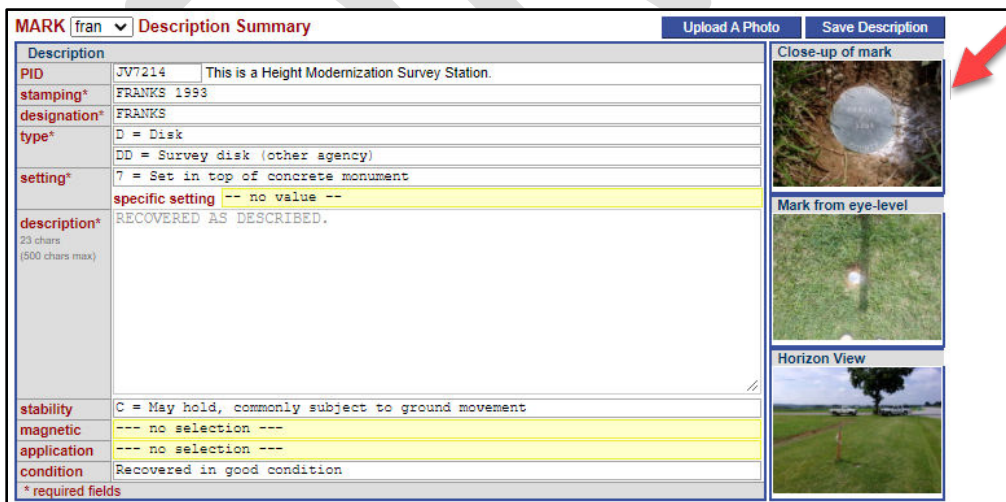 MARK fran Description Summary Upload A Photo Save Description
Description
PID JV7214 This is a Height Modernization Survey Station.
stamping* FRANKS 1993
designation* FRANKS
type* D = Disk
DD = Survey disk (other agency)
setting* 7 = Set in top of concrete monument
specific setting -- no value --
description* RECOVERED AS DESCRIBED.
23 chars
(500 chars max)
stability C = May hold, commonly subject to ground movement
magnetic --- no selection ---
application --- no selection ---
condition Recovered in good condition
* required fields
Close-up of mark
Mark from eye-level
Horizon View